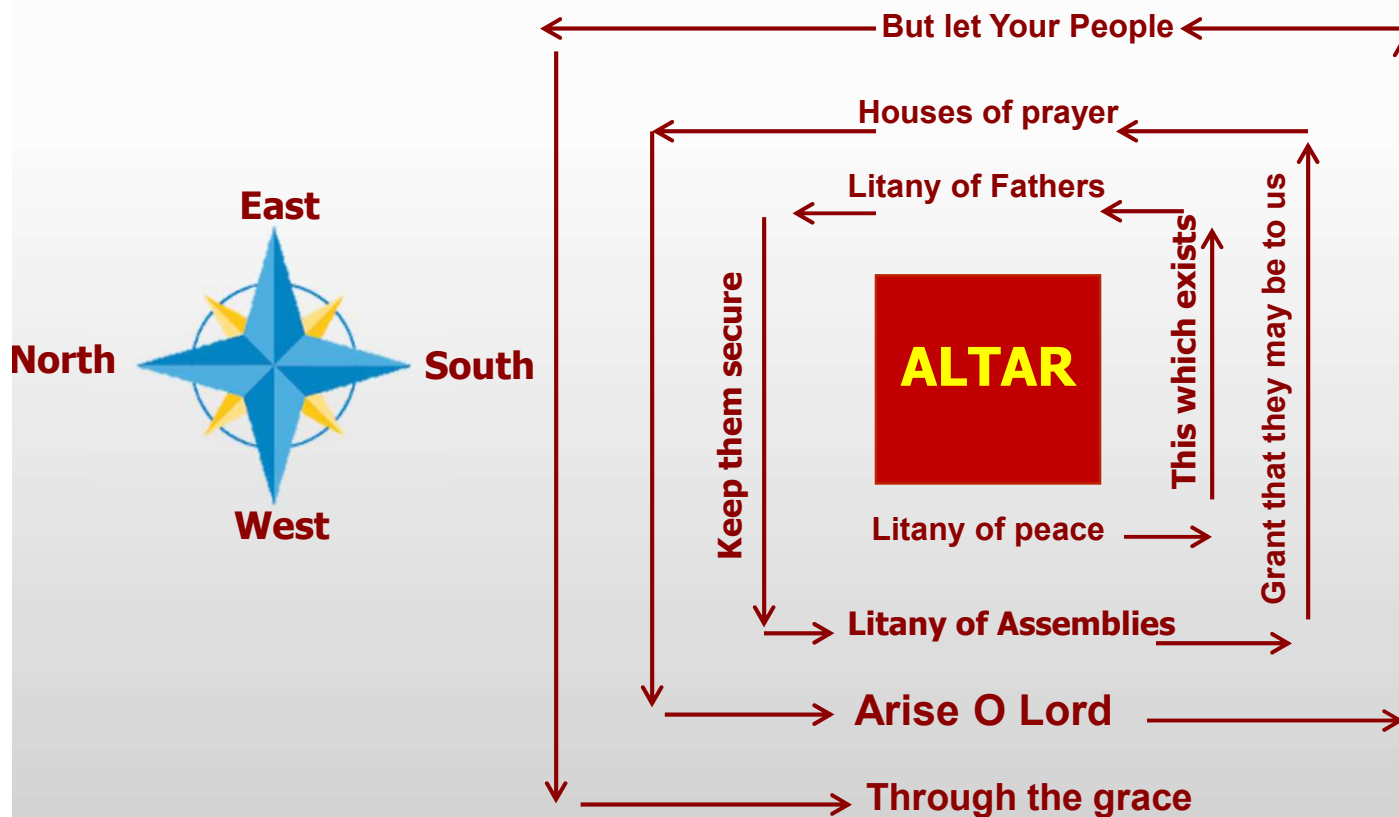 But let Your People
Houses of prayer
Litany of Fathers
East
North
South
West
Keep them secure
ALTAR
This which exists
Grant that they may be to us
Litany of peace
Litany of Assemblies
Arise O Lord
Through the grace